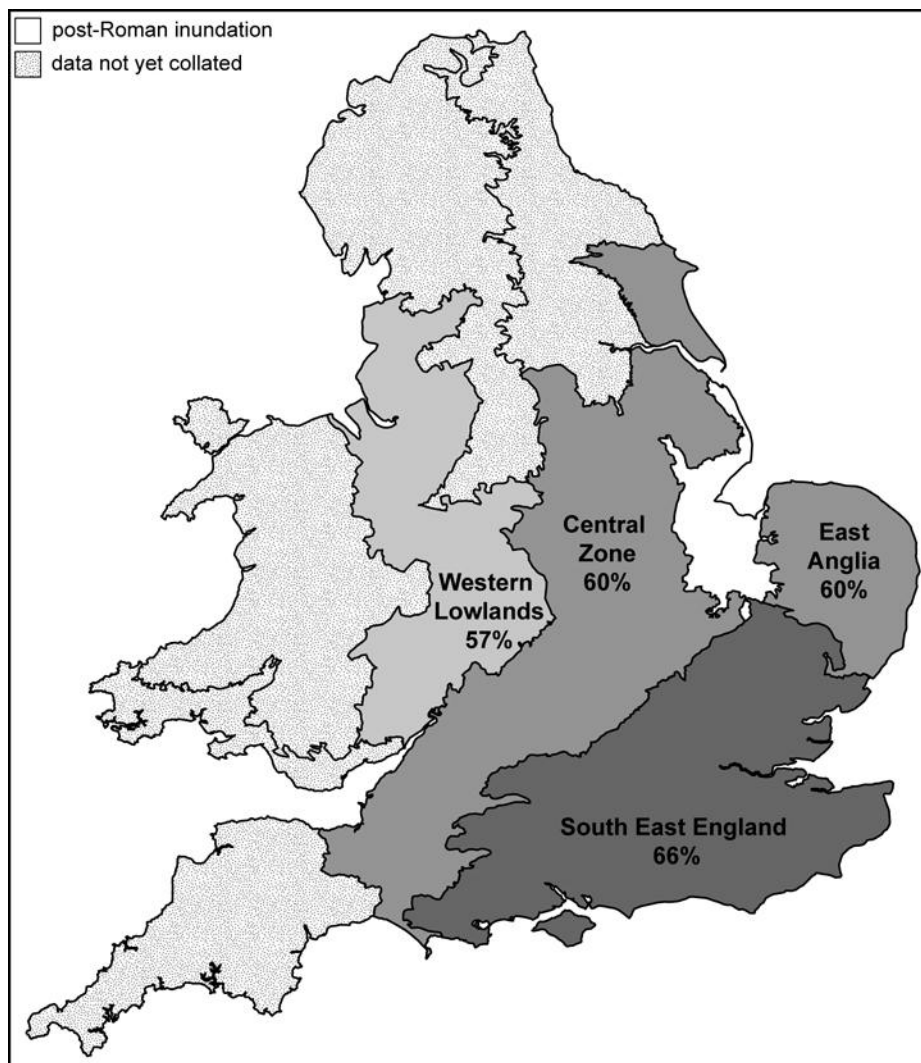 post-Roman inundation
data not yet collated
Central
Zone
60%
East
Anglia
60%
Western
Lowlands
57%
South East England
66%